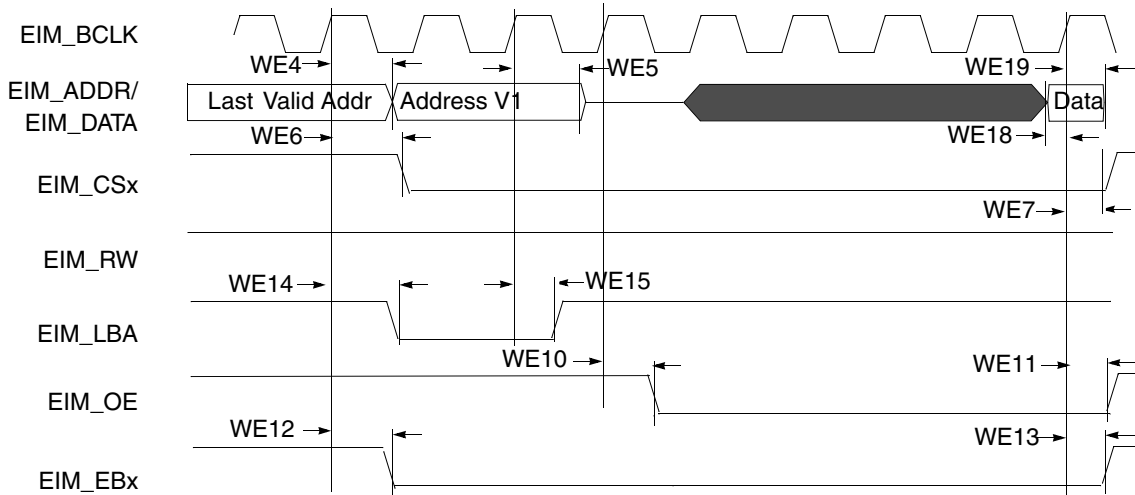 EIM_BCLK
WE4
WE5
WE19
EIM_ADDR/
EIM_DATA
Last Valid Addr
Address V1
Data
WE6
WE18
EIM_CSx
WE7
EIM_RW
WE14
WE15
EIM_LBA
WE10
WE11
EIM_OE
WE12
WE13
EIM_EBx